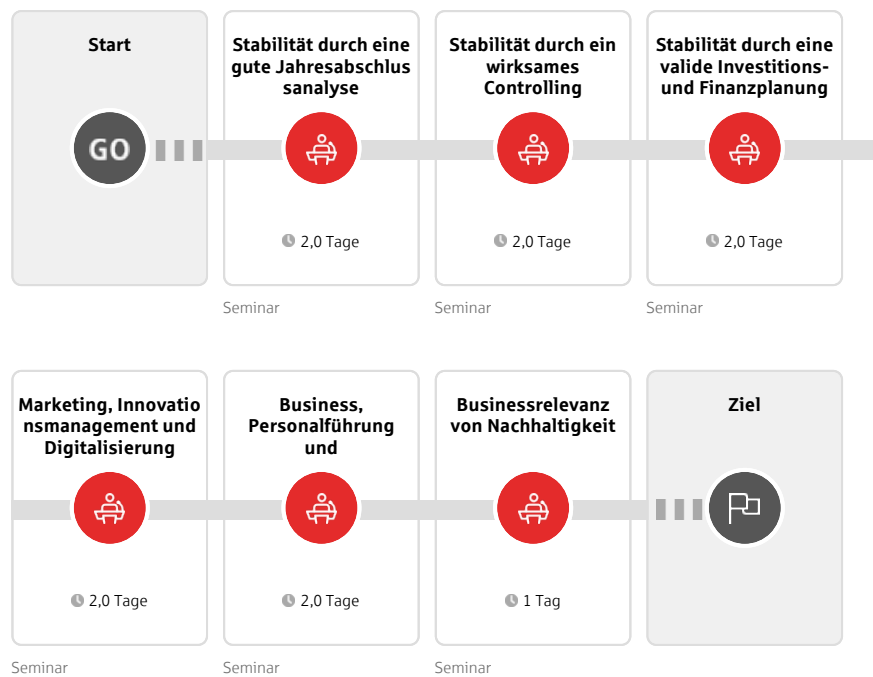 Start
Stabilität durch eine
gute Jahresabschlus
sanalyse
Stabilität durch ein
wirksames
Controlling
Stabilität durch eine
valide Investitions-
und Finanzplanung
GO
2,0 Tage
2,0 Tage
2,0 Tage
Seminar
Seminar
Seminar
Marketing, Innovatio
nsmanagement und
Digitalisierung
Business,
Personalführung
und
Businessrelevanz
von Nachhaltigkeit
Ziel
2,0 Tage
2,0 Tage
1 Tag
Seminar
Seminar
Seminar